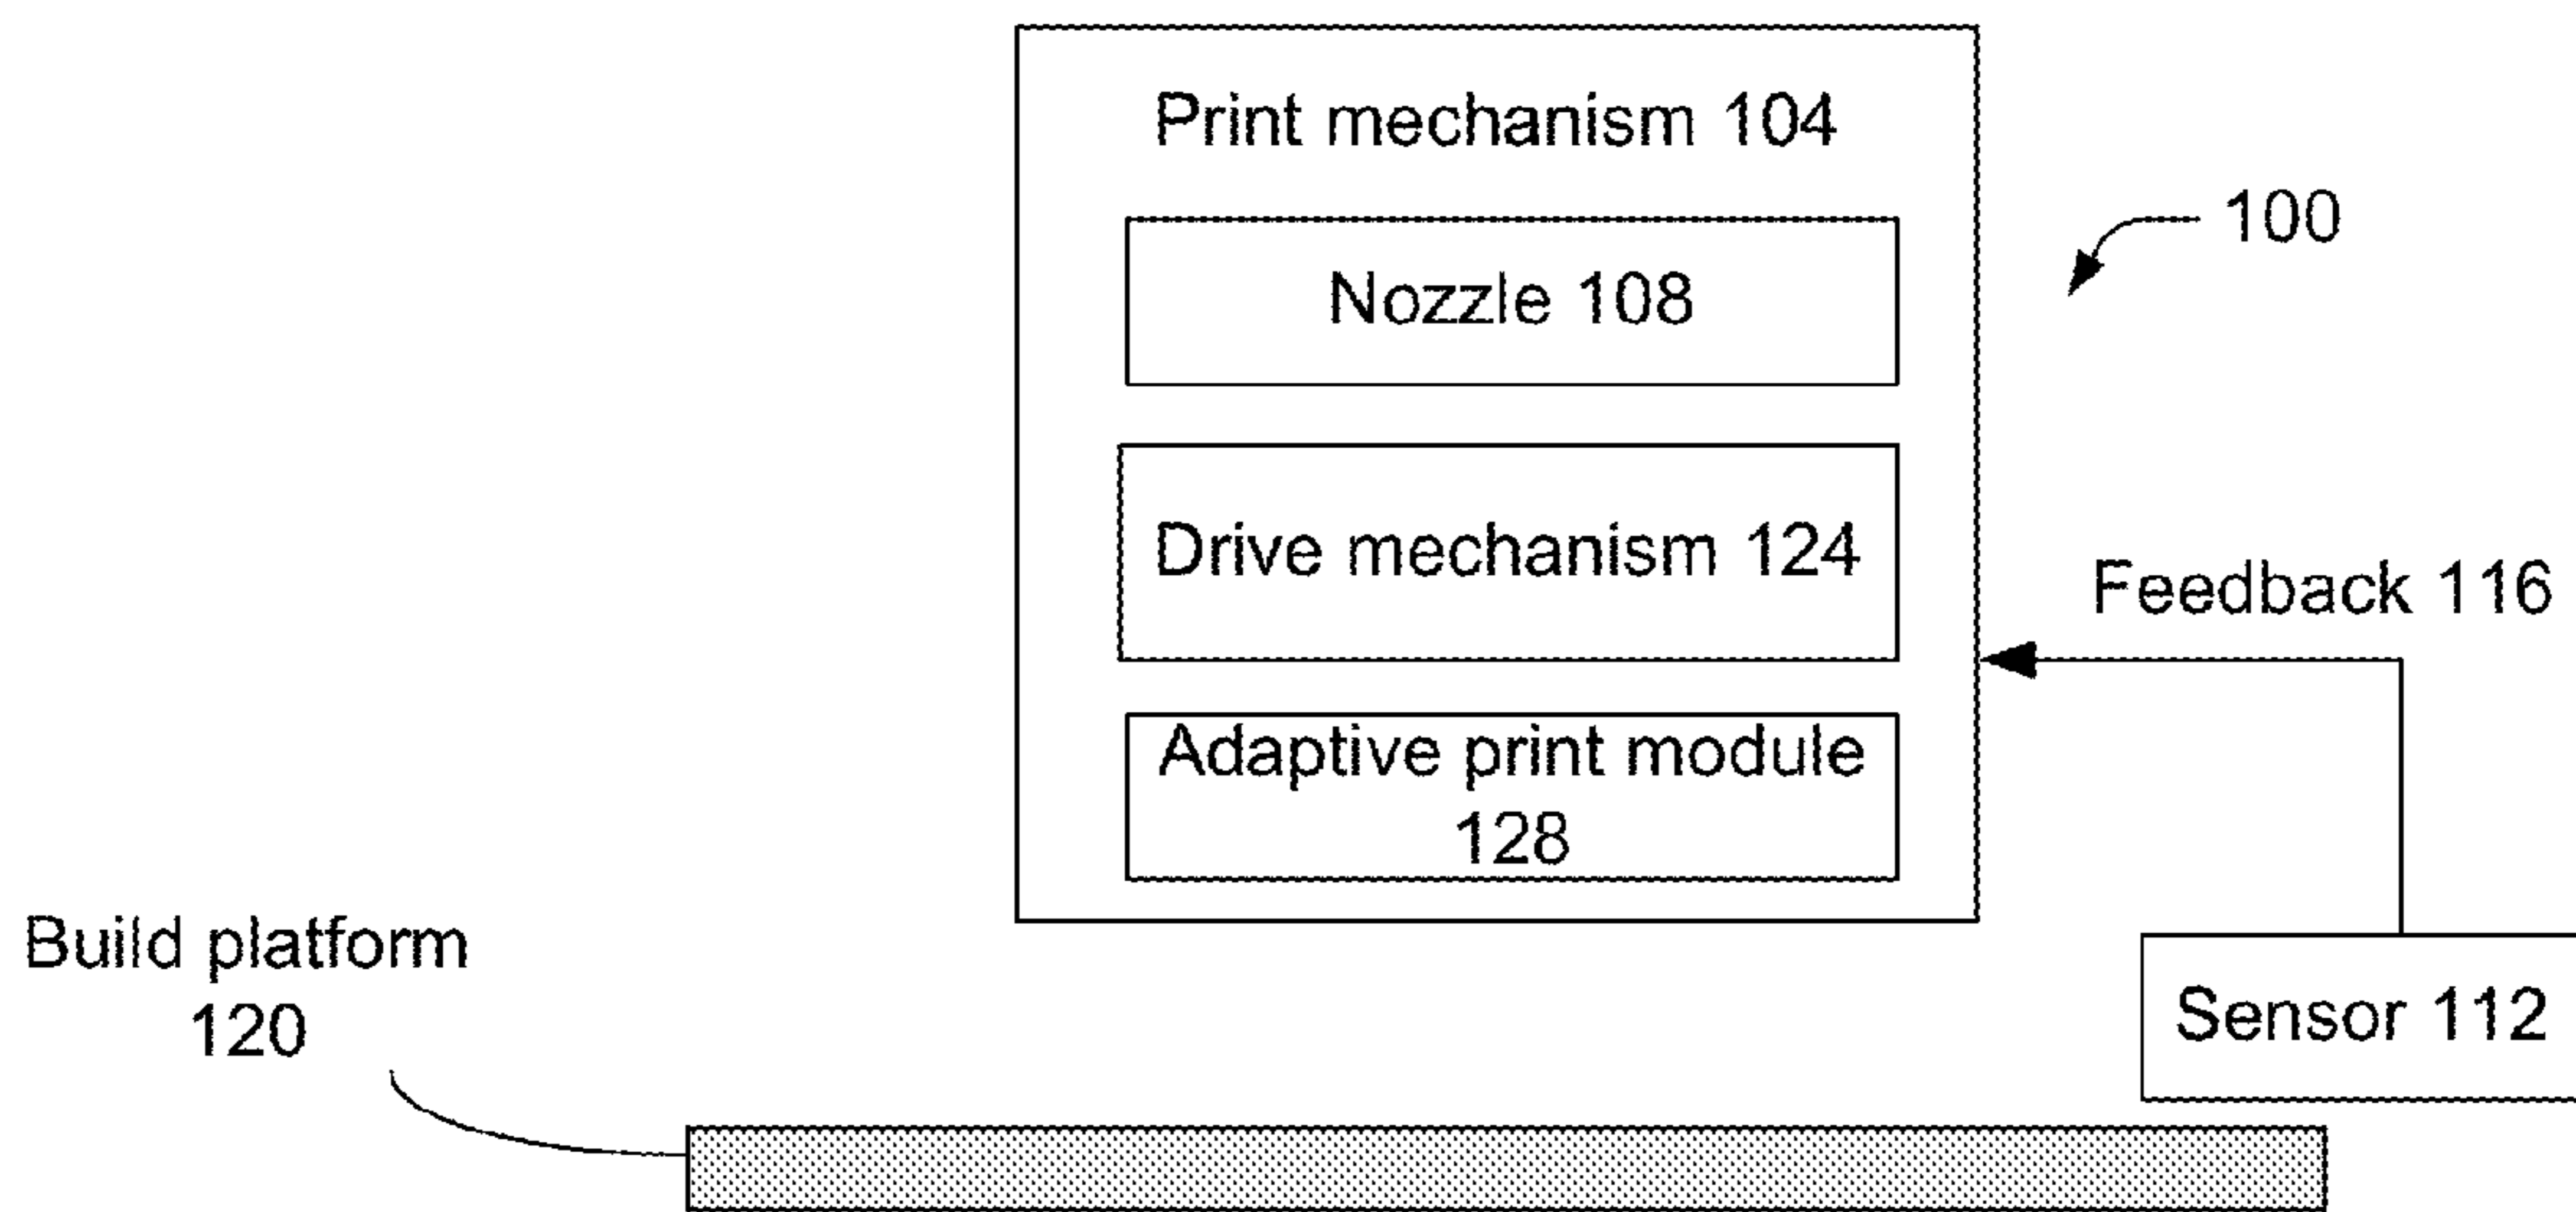 Print mechanism 104
100
Nozzle 108
Drive mechanism 124
Feedback 116
Adaptive print module
128
Build platform
120
Sensor 112